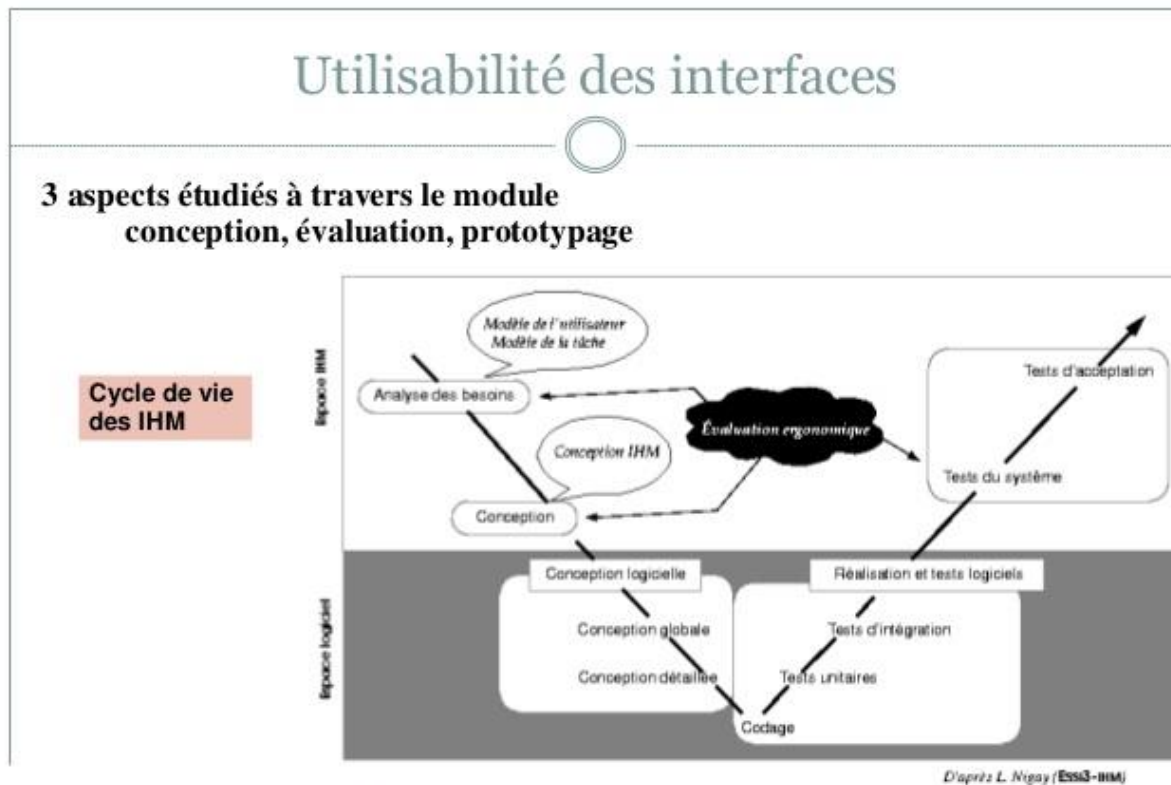 Utilisabilité des interfaces
3 aspects étudiés à travers le module
conception, évaluation, prototypage
Cycle de vie
des IHM
Espace IHM
Modèle de l'utilisateur
Modèle de la tâche
Analyse des besoins
Conception IHM
Conception
Évaluation ergonomique
Tests d'acceptation
Tests du système
Espace logiciel
Conception logicielle
Conception globale
Conception détaillée
Codage
Réalisation et tests logiciels
Tests d'intégration
Tests unitaires
D'après L. Nigay (ESSI3-IHM)